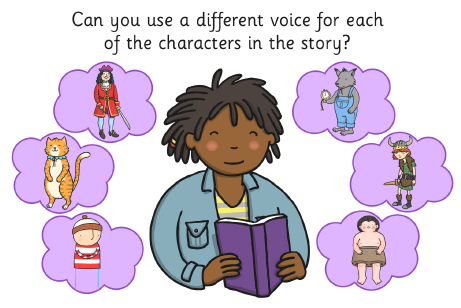 Can you use a different voice for each
of the characters in the story?